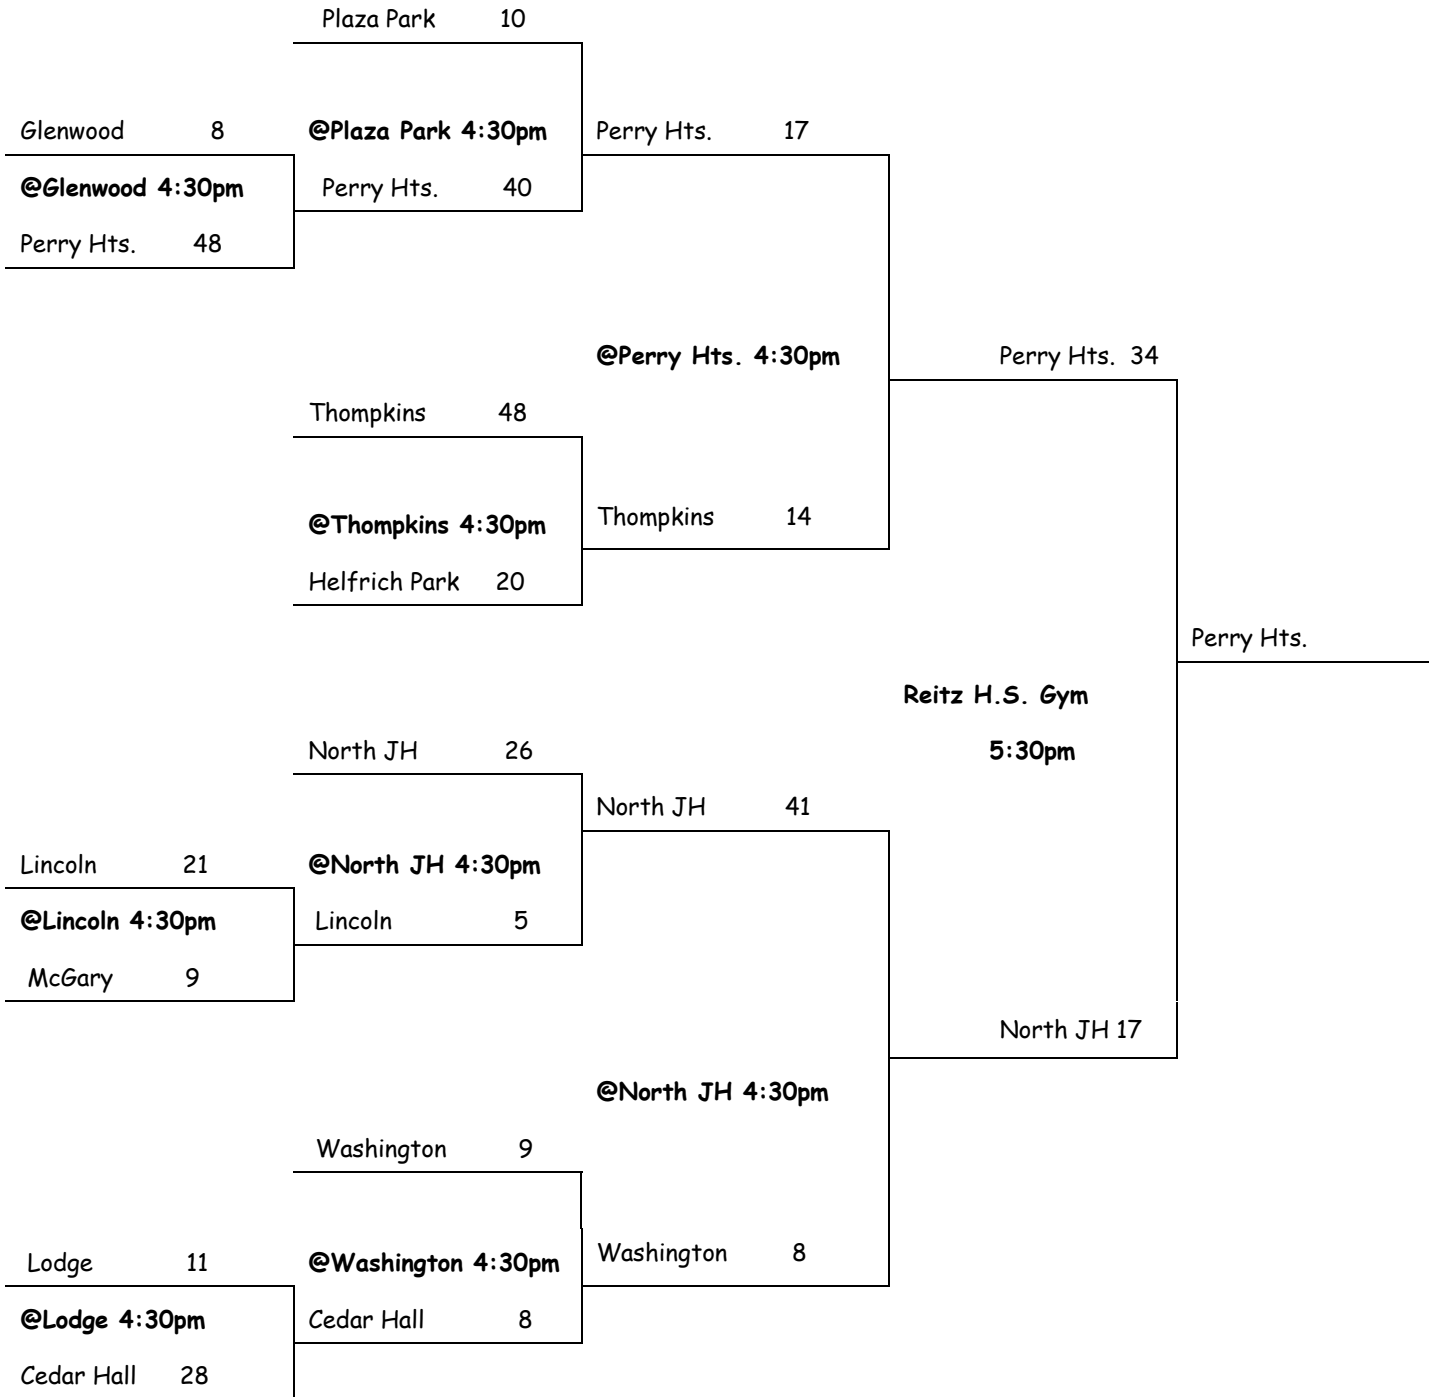 Plaza Park 10
Glenwood 8
@Plaza Park 4:30pm
Perry Hts. 17
@Glenwood 4:30pm
Perry Hts. 40
Perry Hts. 48
@Perry Hts. 4:30pm
Perry Hts. 34
Thompkins 48
@Thompkins 4:30pm
Thompkins 14
Helfrich Park 20
Perry Hts.
Reitz H.S. Gym
5:30pm
North JH 26
North JH 41
Lincoln 21
@North JH 4:30pm
@Lincoln 4:30pm
Lincoln 5
McGary 9
North JH 17
@North JH 4:30pm
Washington 9
Lodge 11
@Washington 4:30pm
Washington 8
@Lodge 4:30pm
Cedar Hall 8
Cedar Hall 28